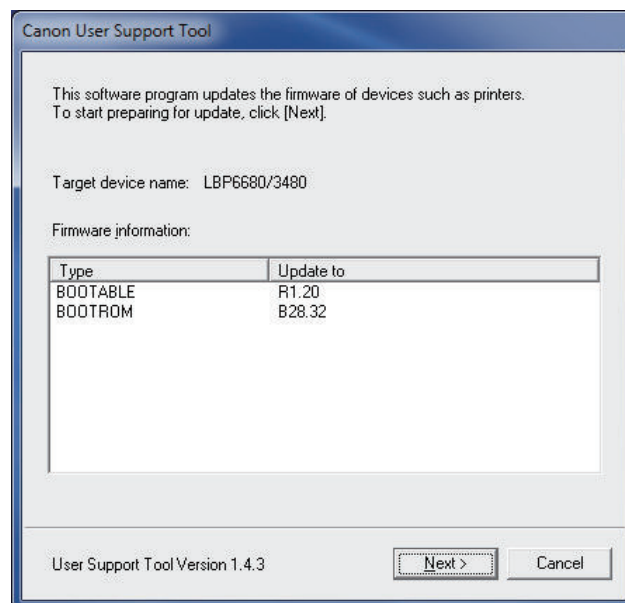 Canon User Support Tool
This software program updates the firmware of devices such as printers.
To start preparing for update, click [Next].
Target device name: LBP6680/3480
Firmware information:
Type Update to
BOOTABLE R1.20
BOOTROM B28.32
User Support Tool Version 1.4.3 Next > Cancel